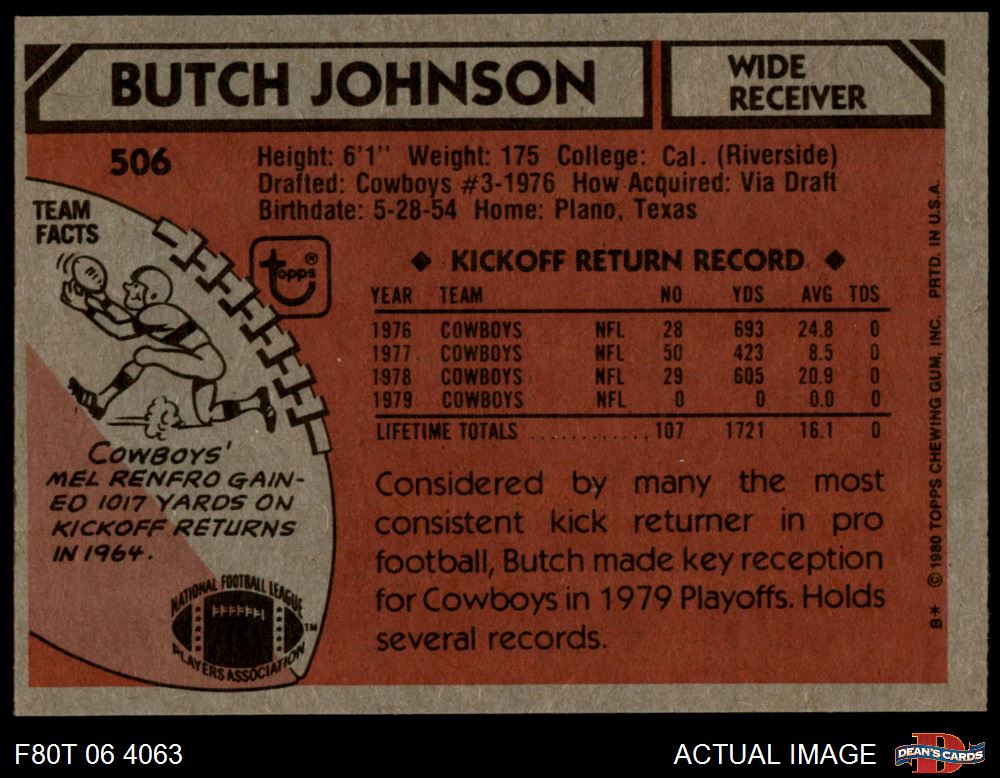 BUTCH JOHNSON
WIDE
RECEIVER
506
Height: 6'1" Weight: 175 College: Cal. (Riverside)
Drafted: Cowboys #3-1976 How Acquired: Via Draft
Birthdate: 5-28-54 Home: Plano, Texas
TEAM
FACTS
Topps®
◆ KICKOFF RETURN RECORD ◆
YEAR TEAM NO YDS AVG TDS
1976 COWBOYS NFL 28 693 24.8 0
1977 COWBOYS NFL 50 423 8.5 0
1978 COWBOYS NFL 29 605 20.9 0
1979 COWBOYS NFL 0 0 0.0 0
LIFETIME TOTALS ............ 107 1721 16.1 0
COWBOYS'
MEL RENFRO GAIN-
ED 1017 YARDS ON
KICKOFF RETURNS
IN 1964.
NATIONAL FOOTBALL LEAGUE
PLAYERS ASSOCIATION
™
Considered by many the most
consistent kick returner in pro
football, Butch made key reception
for Cowboys in 1979 Playoffs. Holds
several records.
B* © 1980 TOPPS CHEWING GUM, INC. PRTD. IN U.S.A.
F80T 06 4063
ACTUAL IMAGE
DEAN'S CARDS